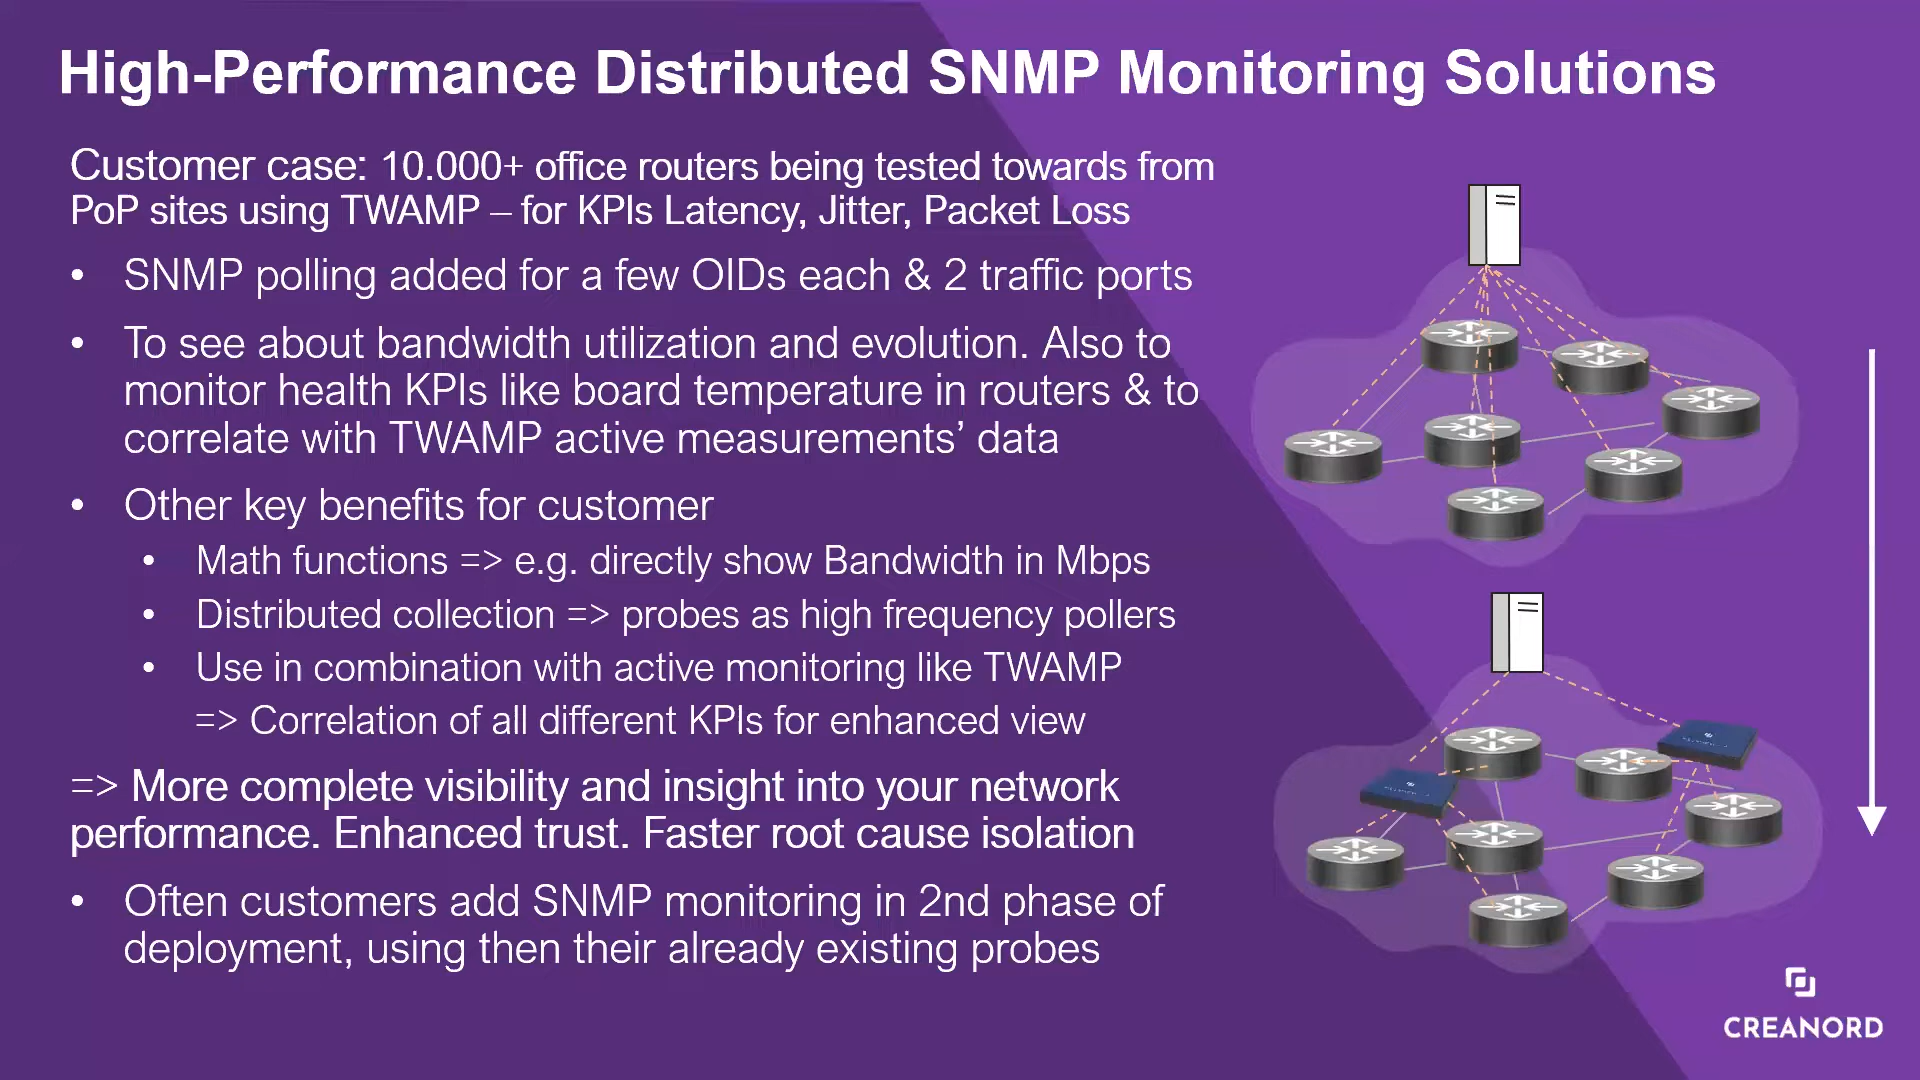 High-Performance Distributed SNMP Monitoring Solutions
Customer case: 10.000+ office routers being tested towards from
PoP sites using TWAMP – for KPIs Latency, Jitter, Packet Loss
• SNMP polling added for a few OIDs each & 2 traffic ports
• To see about bandwidth utilization and evolution. Also to
monitor health KPIs like board temperature in routers & to
correlate with TWAMP active measurements’ data
• Other key benefits for customer
• Math functions => e.g. directly show Bandwidth in Mbps
• Distributed collection => probes as high frequency pollers
• Use in combination with active monitoring like TWAMP
=> Correlation of all different KPIs for enhanced view
=> More complete visibility and insight into your network
performance. Enhanced trust. Faster root cause isolation
• Often customers add SNMP monitoring in 2nd phase of
deployment, using then their already existing probes
CREANORD